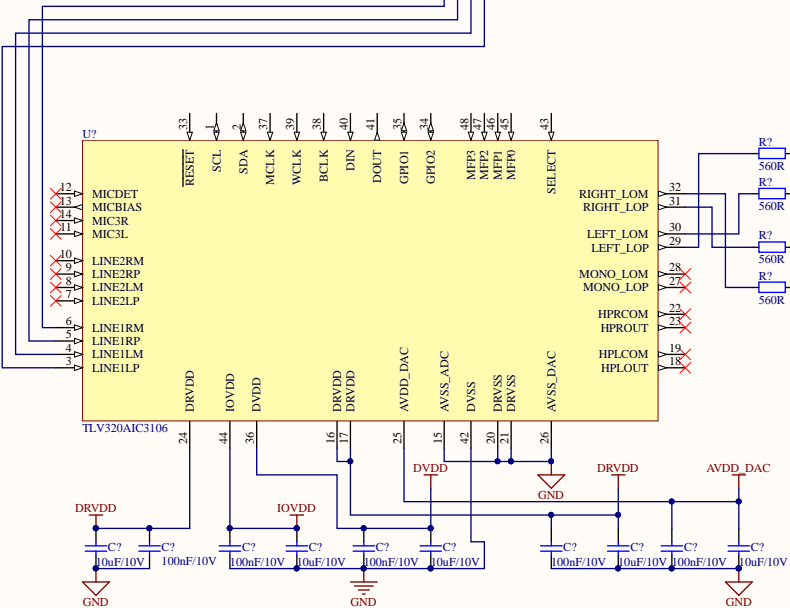 33
1
2
37
39
38
40
41
35
34
48
47
46
45
43
U?
RESET
SCL
SDA
MCLK
WCLK
BCLK
DIN
DOUT
GPIO1
GPIO2
MFP3
MFP2
MFP1
MFP0
SELECT
12 MICDET
13 MICBIAS
14 MIC3R
11 MIC3L
10 LINE2RM
9 LINE2RP
8 LINE2LM
7 LINE2LP
6 LINE1RM
5 LINE1RP
4 LINE1LM
3 LINE1LP
RIGHT_LOM 32
RIGHT_LOP 31
LEFT_LOM 30
LEFT_LOP 29
MONO_LOM 28
MONO_LOP 27
HPRCOM 22
HPROUT 23
HPLCOM 19
HPLOUT 18
R?
560R
R?
560R
R?
560R
R?
560R
DRVDD
IOVDD
DVDD
DRVDD
DRVDD
AVDD_DAC
AVSS_ADC
DVSS
DRVSS
DRVSS
AVSS_DAC
TLV320AIC3106
24
44
36
16
17
25
15
42
20
21
26
DVDD
GND
DRVDD
AVDD_DAC
DRVDD
IOVDD
C?
10uF/10V
C?
100nF/10V
C?
100nF/10V
C?
10uF/10V
C?
100nF/10V
C?
10uF/10V
C?
100nF/10V
C?
10uF/10V
C?
100nF/10V
C?
10uF/10V
GND
GND
GND